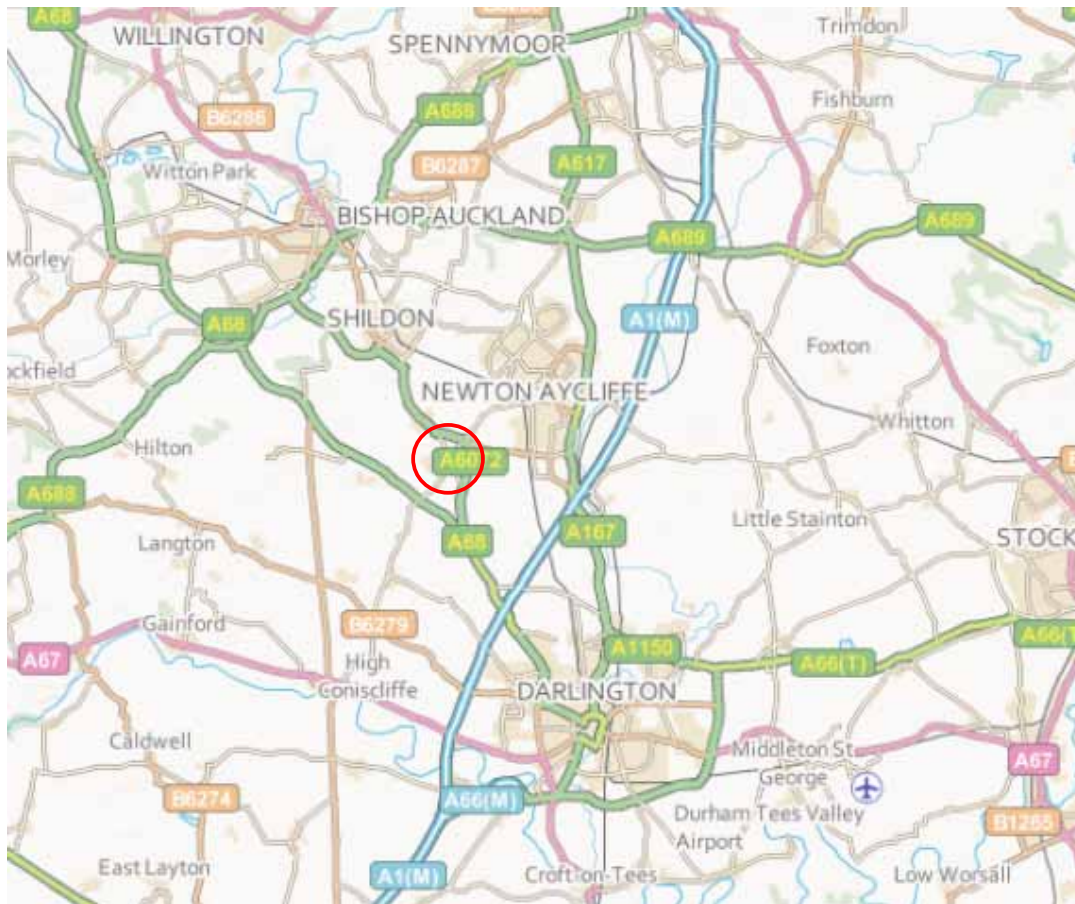 A68
WILLINGTON
SPENNYMOOR
Trimdon
A688
B6286
Fishburn
B6287
A617
Witton Park
BISHOP AUCKLAND
A689
A689
Morley
A1(M)
A68
SHILDON
Foxton
ockfield
NEWTON AYCLIFFE
Whitton
Hilton
A6072
A688
Little Stainton
A167
STOCK
Langton
A68
Gainford
B6279
A1150
A66(T)
A66(T
A67
High
Coniscliffe
DARLINGTON
Caldwell
Middleton St
George
A67
B6274
A66(M)
Durham Tees Valley
Airport
B1265
East Layton
A1(M)
Croft-on-Tees
Low Worsall